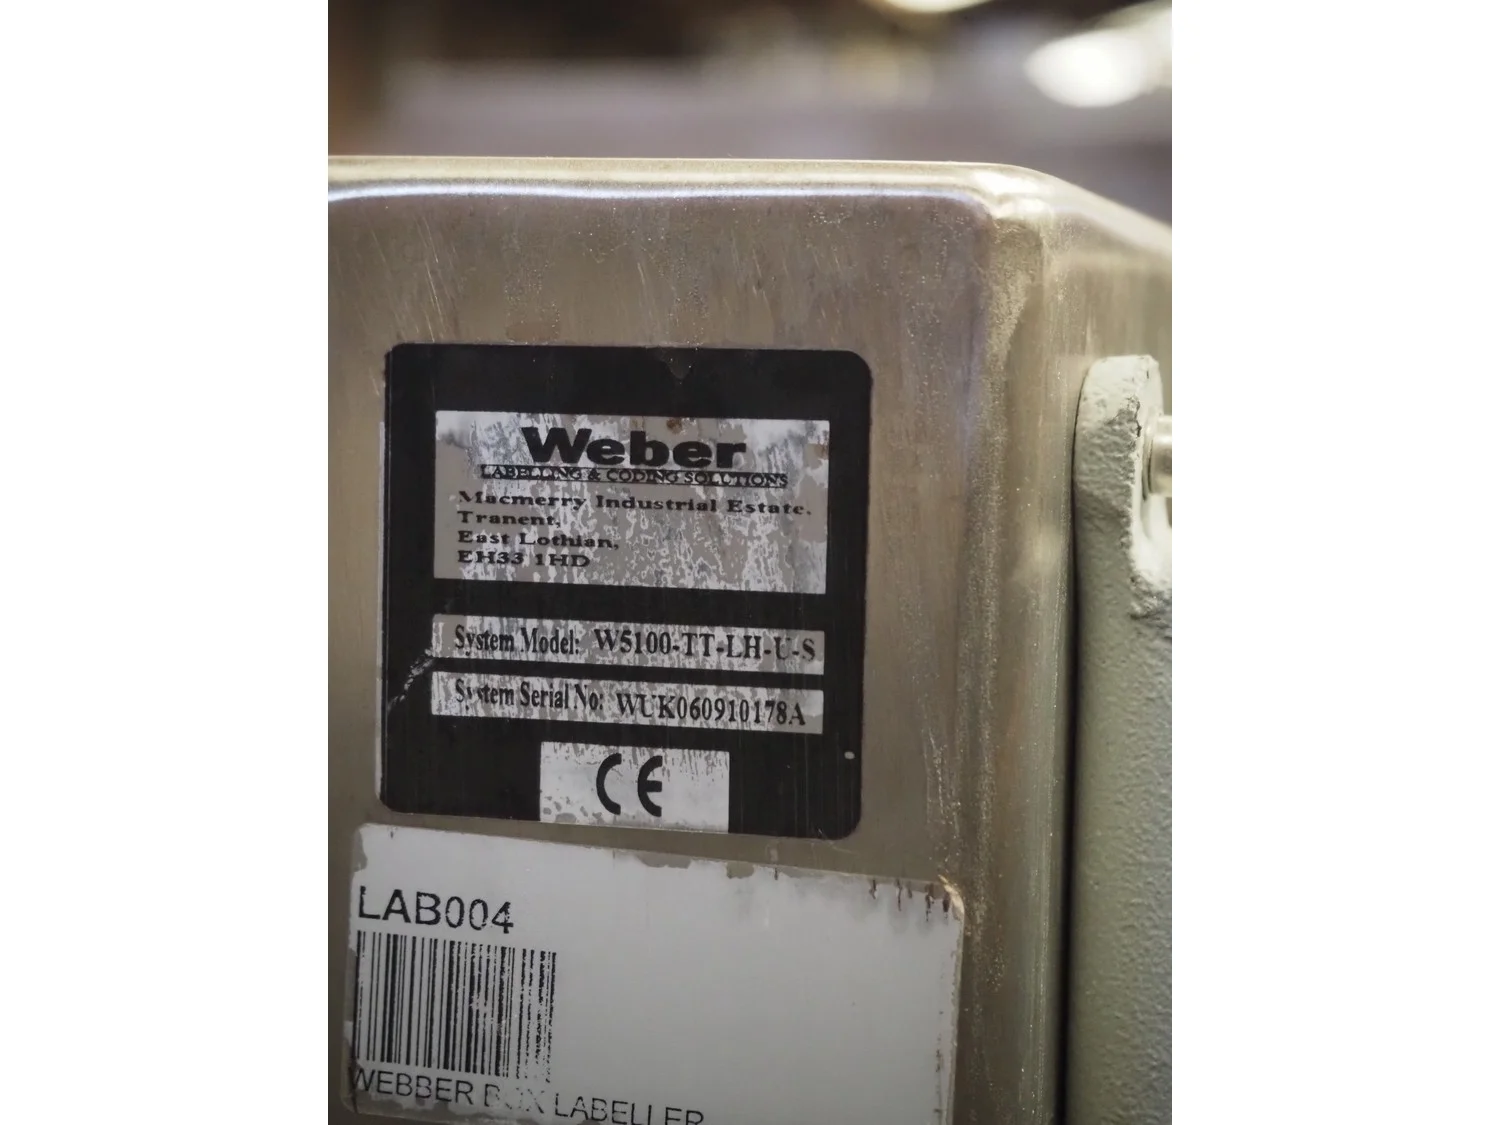 Weber
LABELLING & CODING SOLUTIONS
Macmerry Industrial Estate.
Tranent,
East Lothian,
EH33 1HD
System Model: W5100-TT-LH-U-S
System Serial No: WUK060910178A
CE
LAB004
WEBBER BOX LABELLER